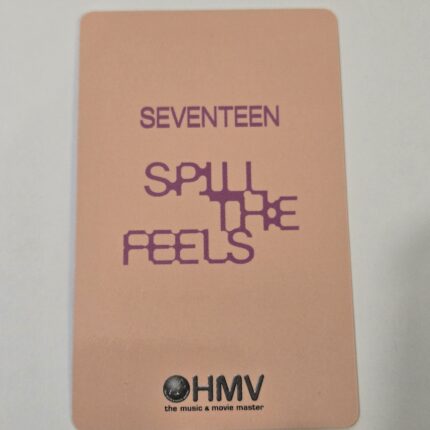 SEVENTEEN
SPILL
THE
FEELS
HMV
the music & movie master